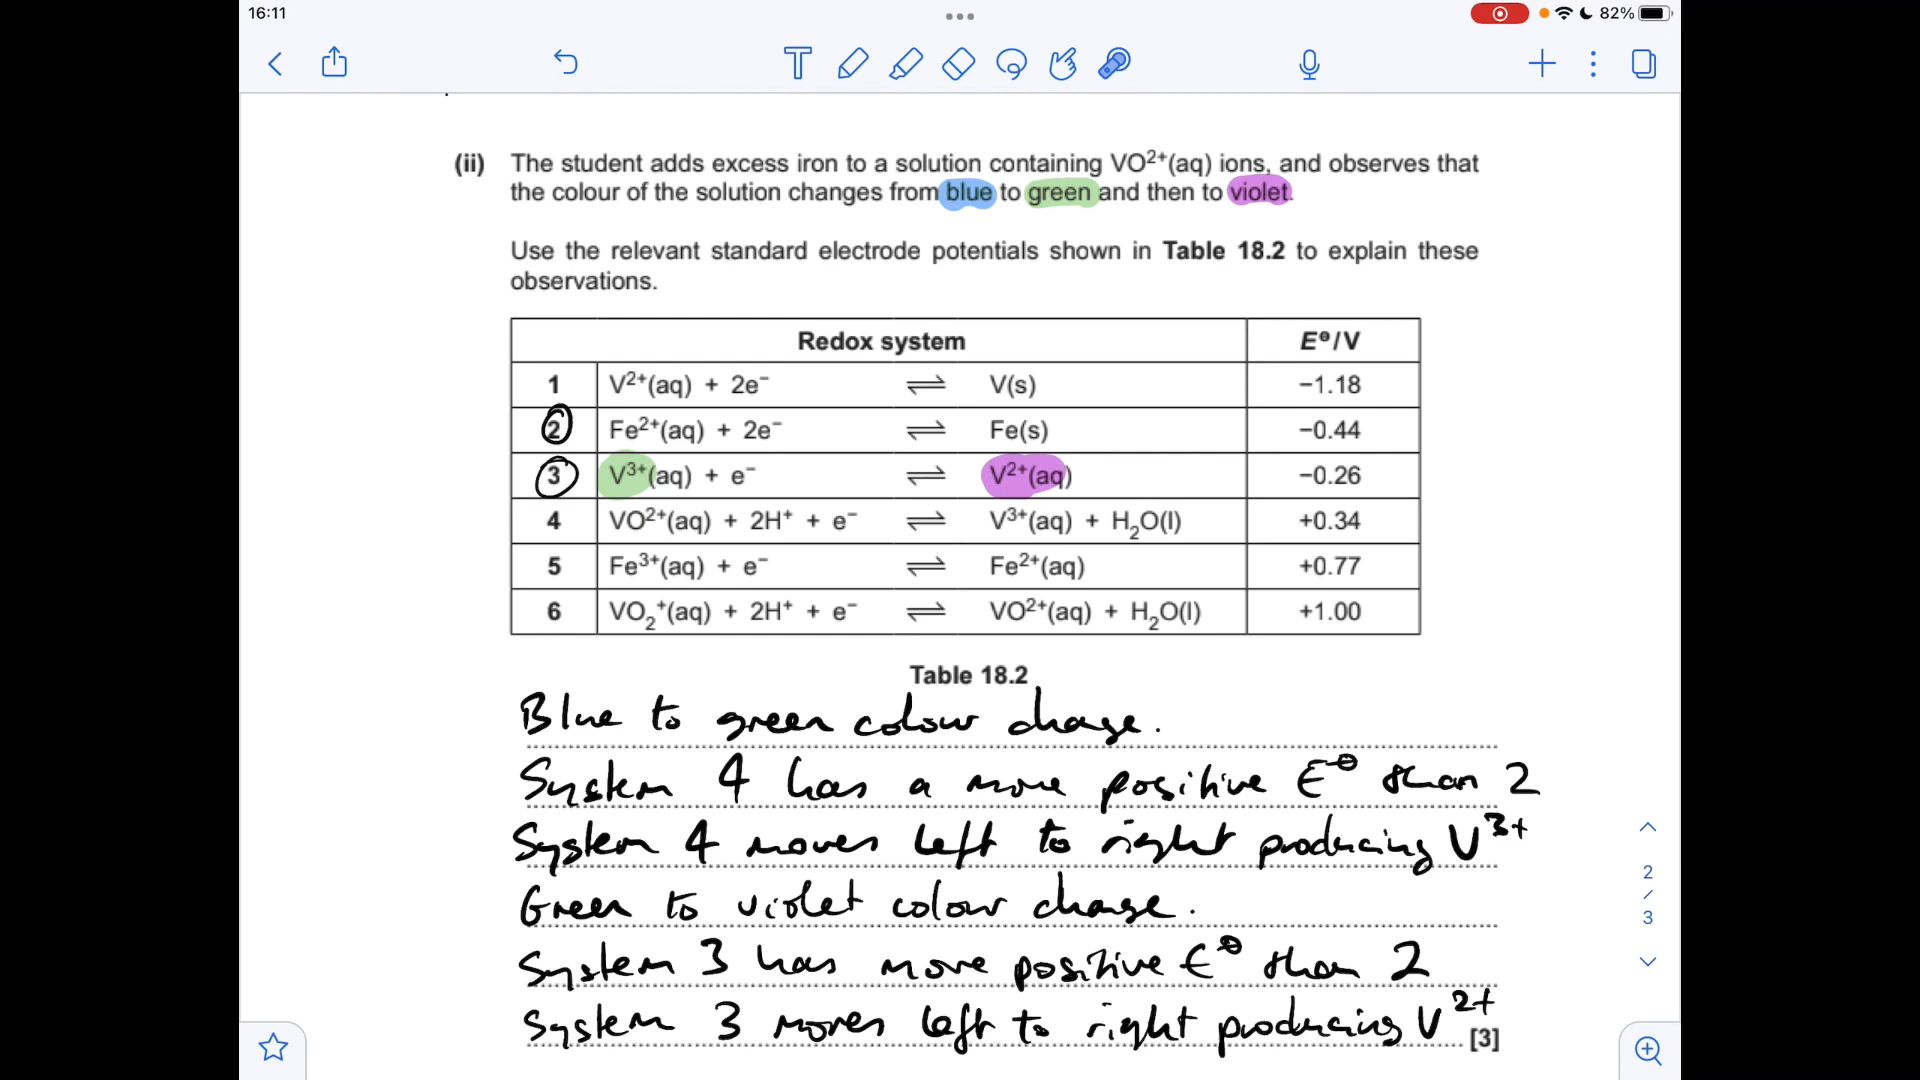 16:11
82%
(ii) The student adds excess iron to a solution containing VO²⁺(aq) ions, and observes that
the colour of the solution changes from blue to green and then to violet.
Use the relevant standard electrode potentials shown in Table 18.2 to explain these
observations.
Redox system E⦵/V
1 V²⁺(aq) + 2e⁻ ⇌ V(s) −1.18
2 Fe²⁺(aq) + 2e⁻ ⇌ Fe(s) −0.44
3 V³⁺(aq) + e⁻ ⇌ V²⁺(aq) −0.26
4 VO²⁺(aq) + 2H⁺ + e⁻ ⇌ V³⁺(aq) + H₂O(l) +0.34
5 Fe³⁺(aq) + e⁻ ⇌ Fe²⁺(aq) +0.77
6 VO₂⁺(aq) + 2H⁺ + e⁻ ⇌ VO²⁺(aq) + H₂O(l) +1.00
Table 18.2
Blue to green colour change.
System 4 has a more positive E⦵ than 2
System 4 moves left to right producing V³⁺
Green to violet colour change.
System 3 has more positive E⦵ than 2
System 3 moves left to right producing V²⁺
[3]
2
/
3